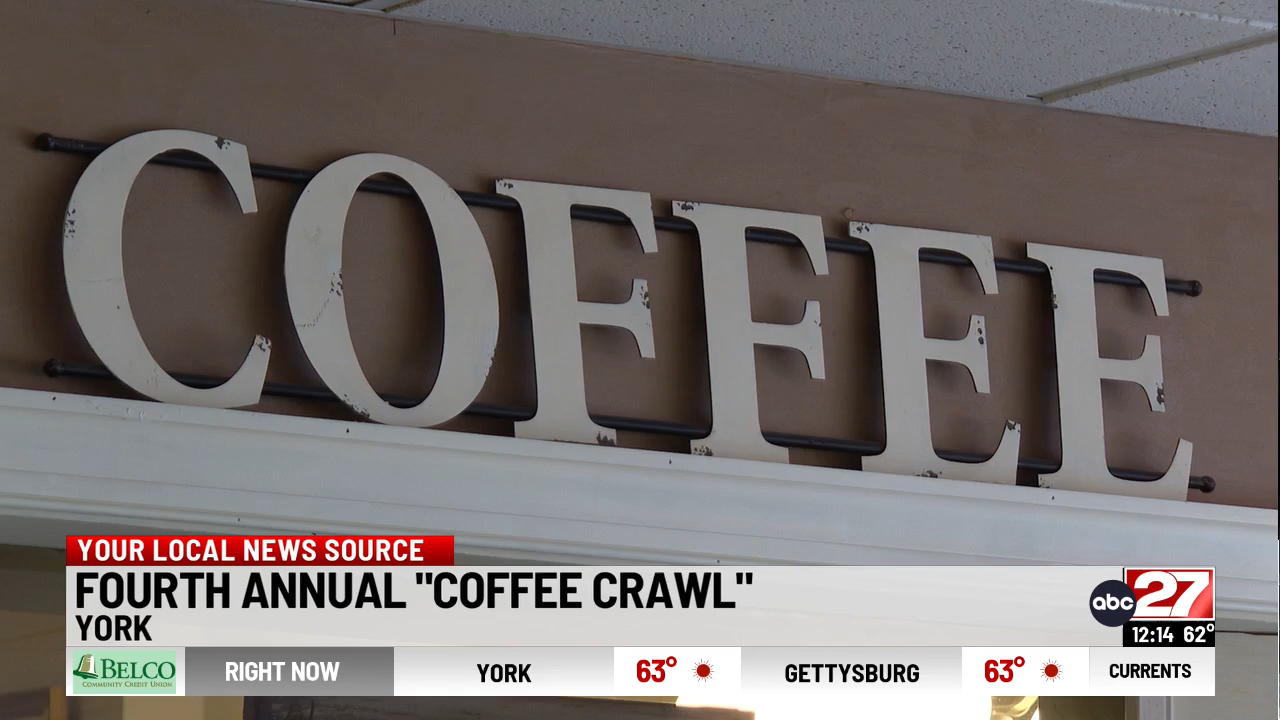 COFFEE
YOUR LOCAL NEWS SOURCE
FOURTH ANNUAL "COFFEE CRAWL"
YORK
abc 27
12:14 62°
BELCO
COMMUNITY CREDIT UNION
RIGHT NOW YORK 63° GETTYSBURG 63° CURRENTS